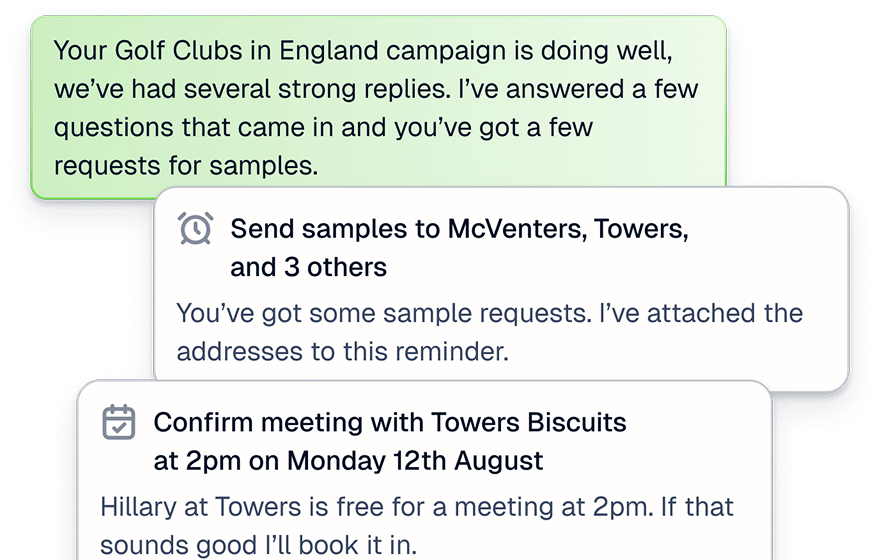 Your Golf Clubs in England campaign is doing well,
we’ve had several strong replies. I’ve answered a few
questions that came in and you’ve got a few
requests for samples.
Send samples to McVenters, Towers,
and 3 others
You’ve got some sample requests. I’ve attached the
addresses to this reminder.
Confirm meeting with Towers Biscuits
at 2pm on Monday 12th August
Hillary at Towers is free for a meeting at 2pm. If that
sounds good I’ll book it in.